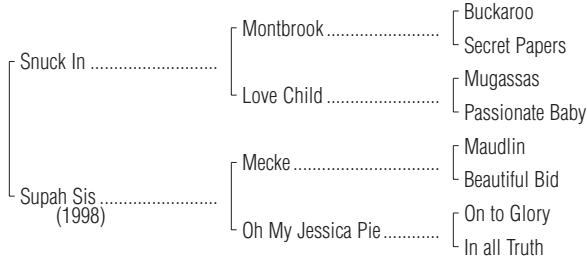 Buckaroo
Montbrook
Secret Papers
Snuck In
Mugassas
Love Child
Passionate Baby
Maudlin
Mecke
Beautiful Bid
Supah Sis
(1998)
On to Glory
Oh My Jessica Pie
In all Truth